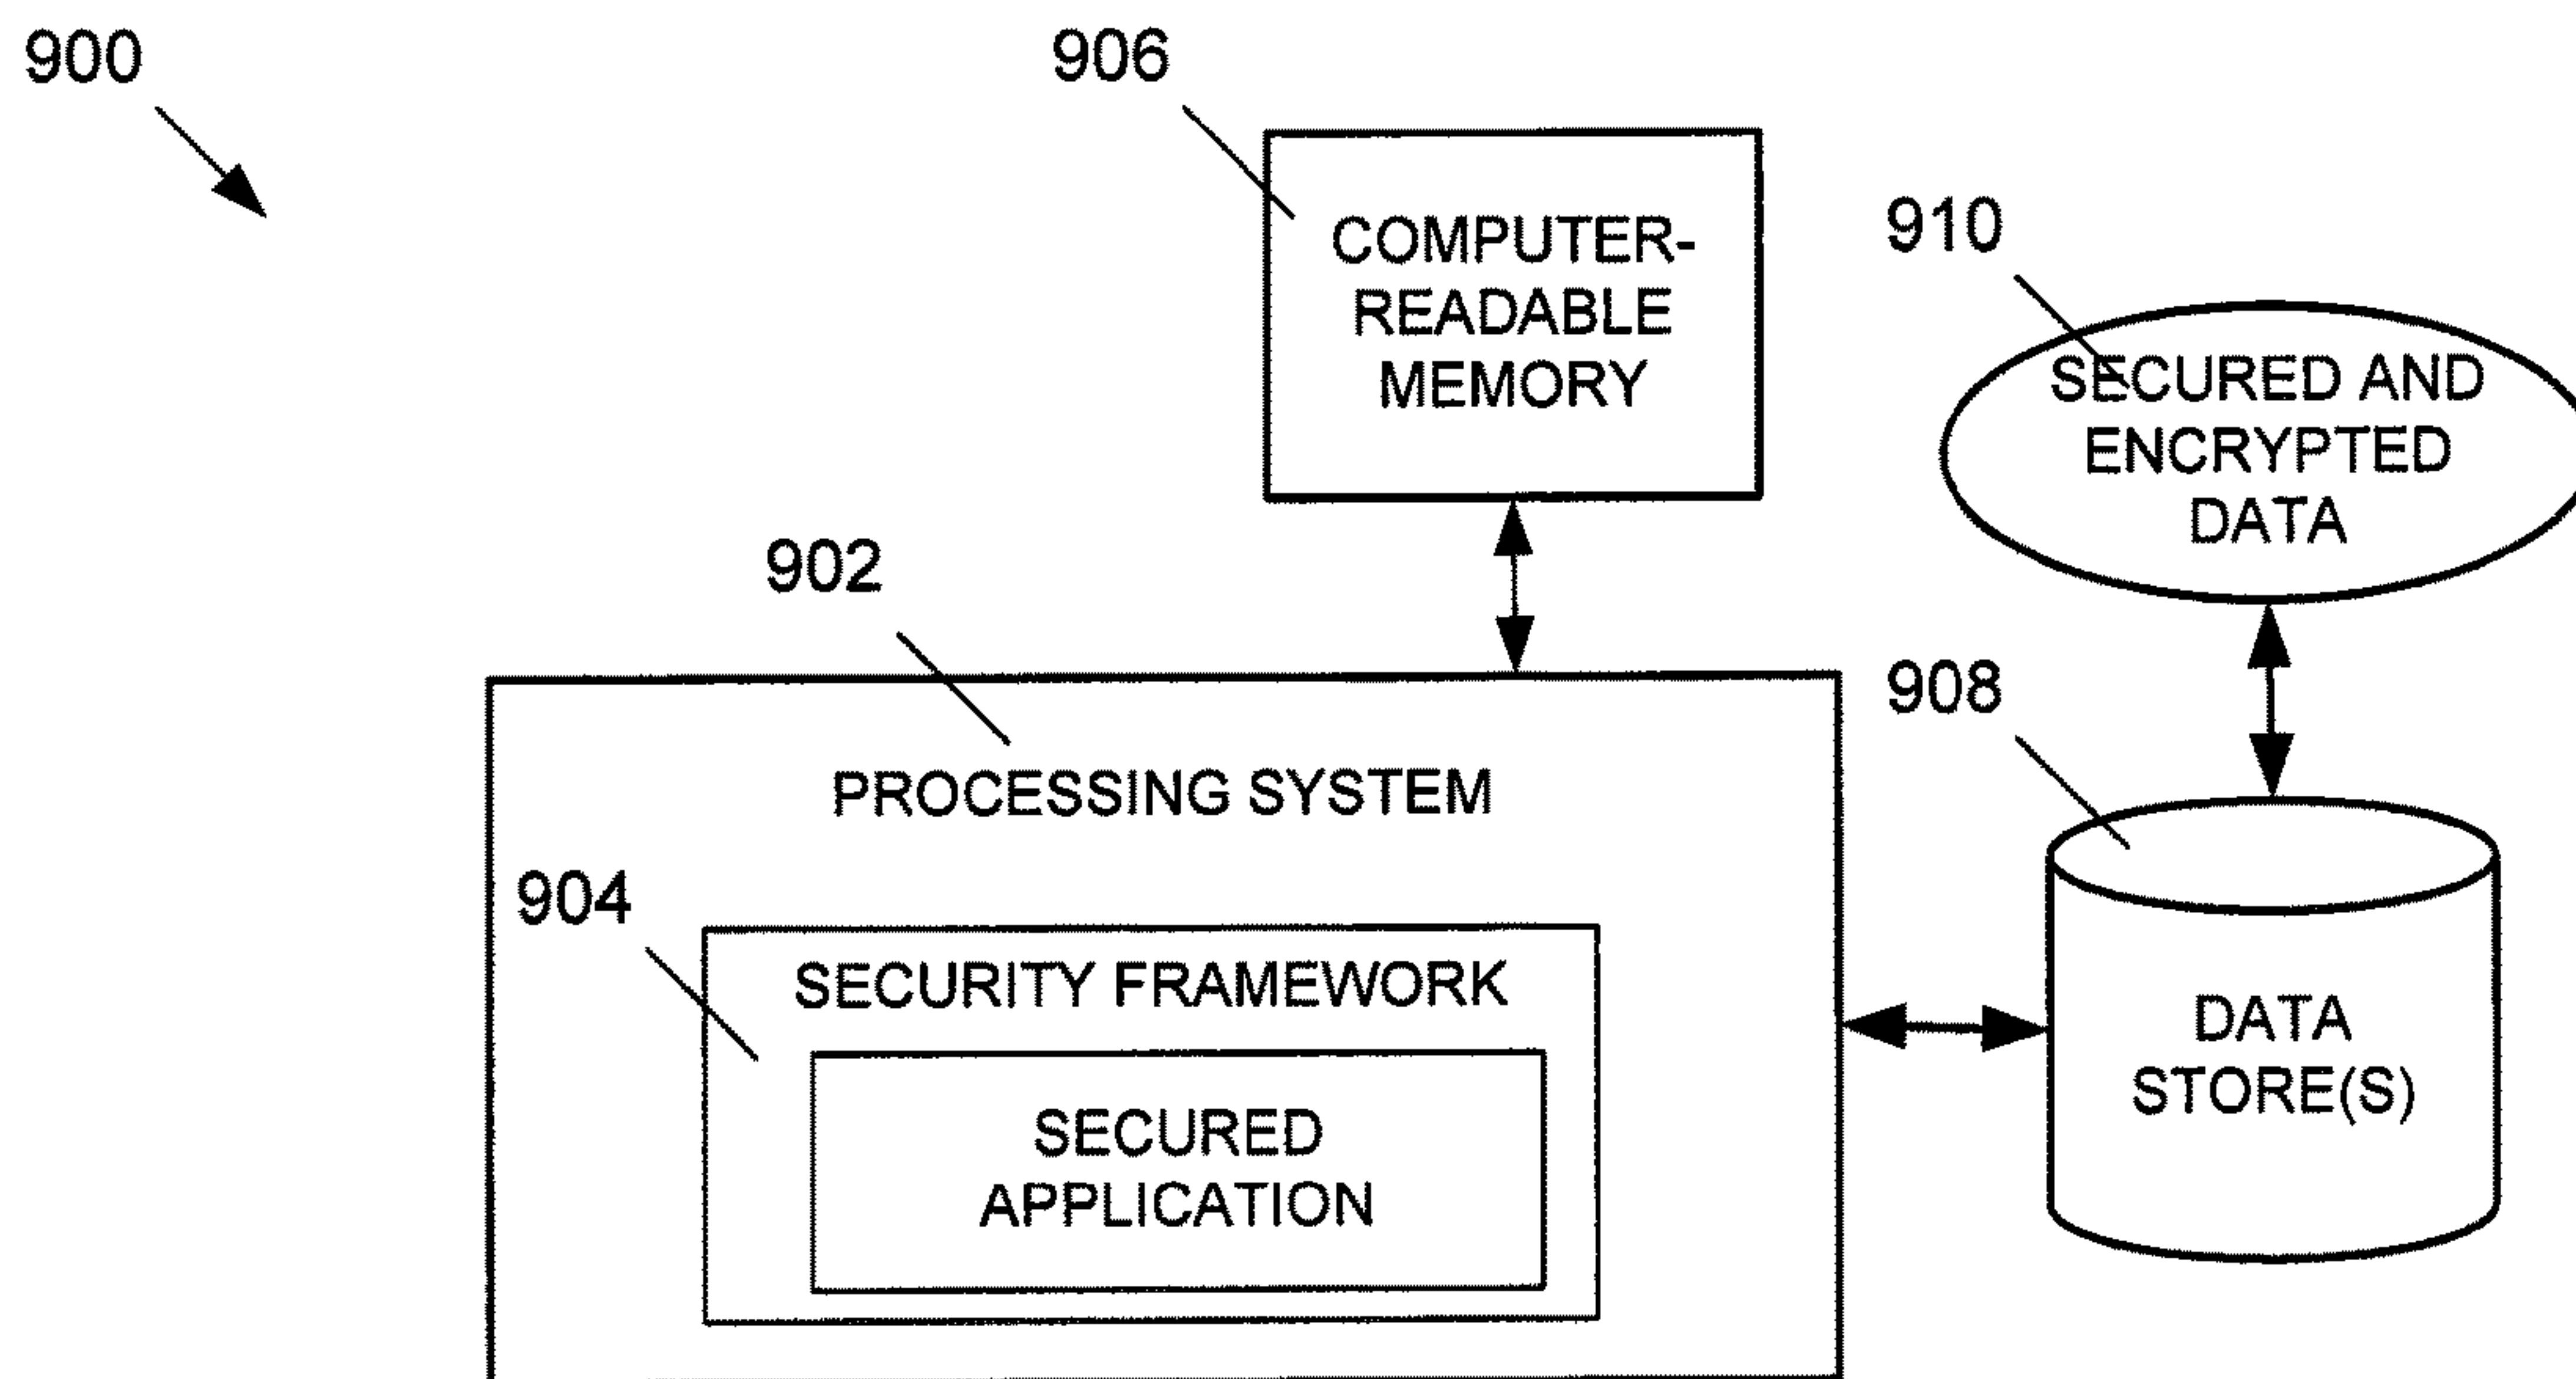 900
906
COMPUTER-
READABLE
MEMORY
910
SECURED AND
ENCRYPTED
DATA
902
PROCESSING SYSTEM
908
904
SECURITY FRAMEWORK
SECURED
APPLICATION
DATA
STORE(S)